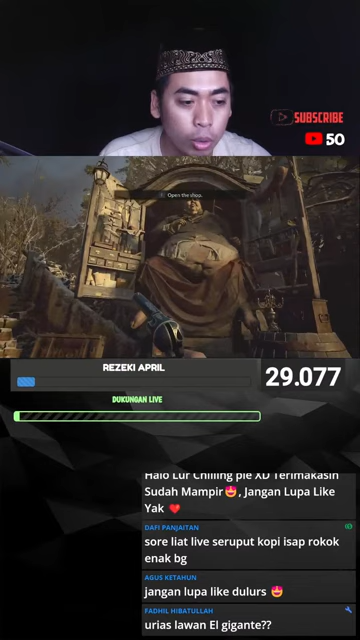 SUBSCRIBE
50
Open the shop.
REZEKI APRIL
29.077
DUKUNGAN LIVE
Halo Lur Chilling pie XD Terimakasih
Sudah Mampir😍, Jangan Lupa Like
Yak ❤️
DAFI PANJAITAN
sore liat live seruput kopi isap rokok
enak bg
AGUS KETAHUN
jangan lupa like dulurs 😍
FADHIL HIBATULLAH
urias lawan El gigante??